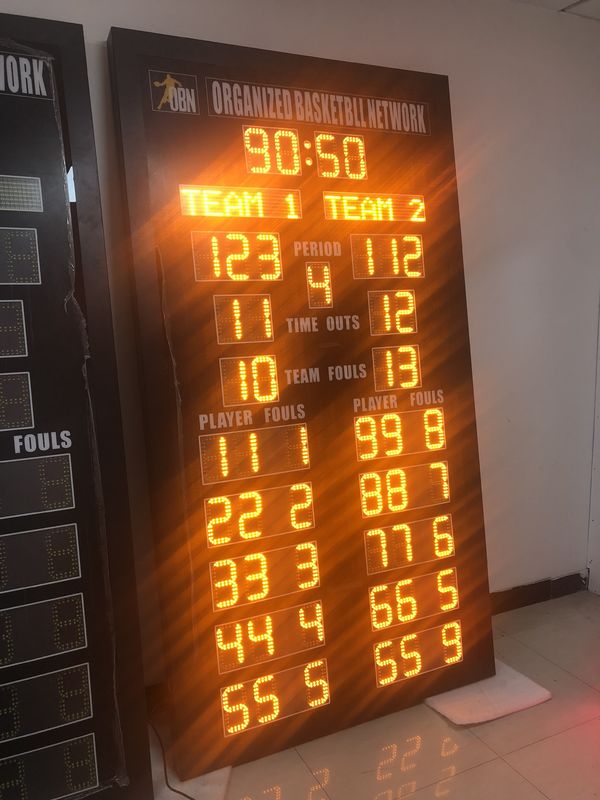 WORK
FOULS
OBN ORGANIZED BASKETBLL NETWORK
90:50
TEAM 1 TEAM 2
123 PERIOD 112
4
11 TIME OUTS 12
10 TEAM FOULS 13
PLAYER FOULS PLAYER FOULS
11 1 99 8
22 2 88 7
33 3 77 6
44 4 66 5
55 5 55 9